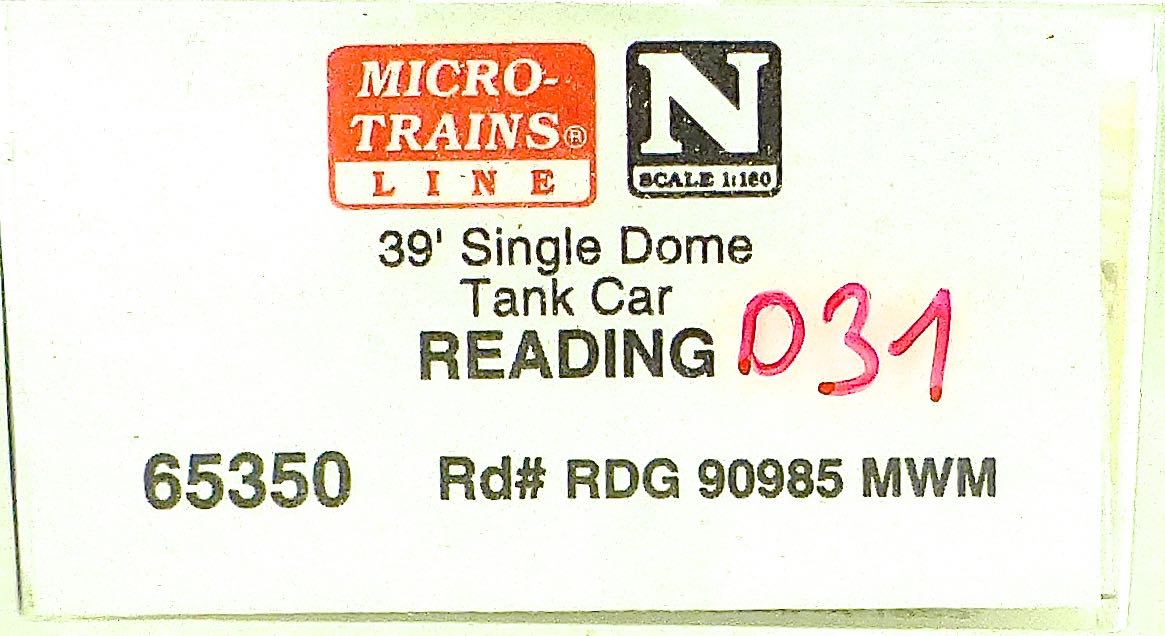 MICRO-
TRAINS®
LINE
N
SCALE 1:160
39' Single Dome
Tank Car
READING 031
65350 Rd# RDG 90985 MWM